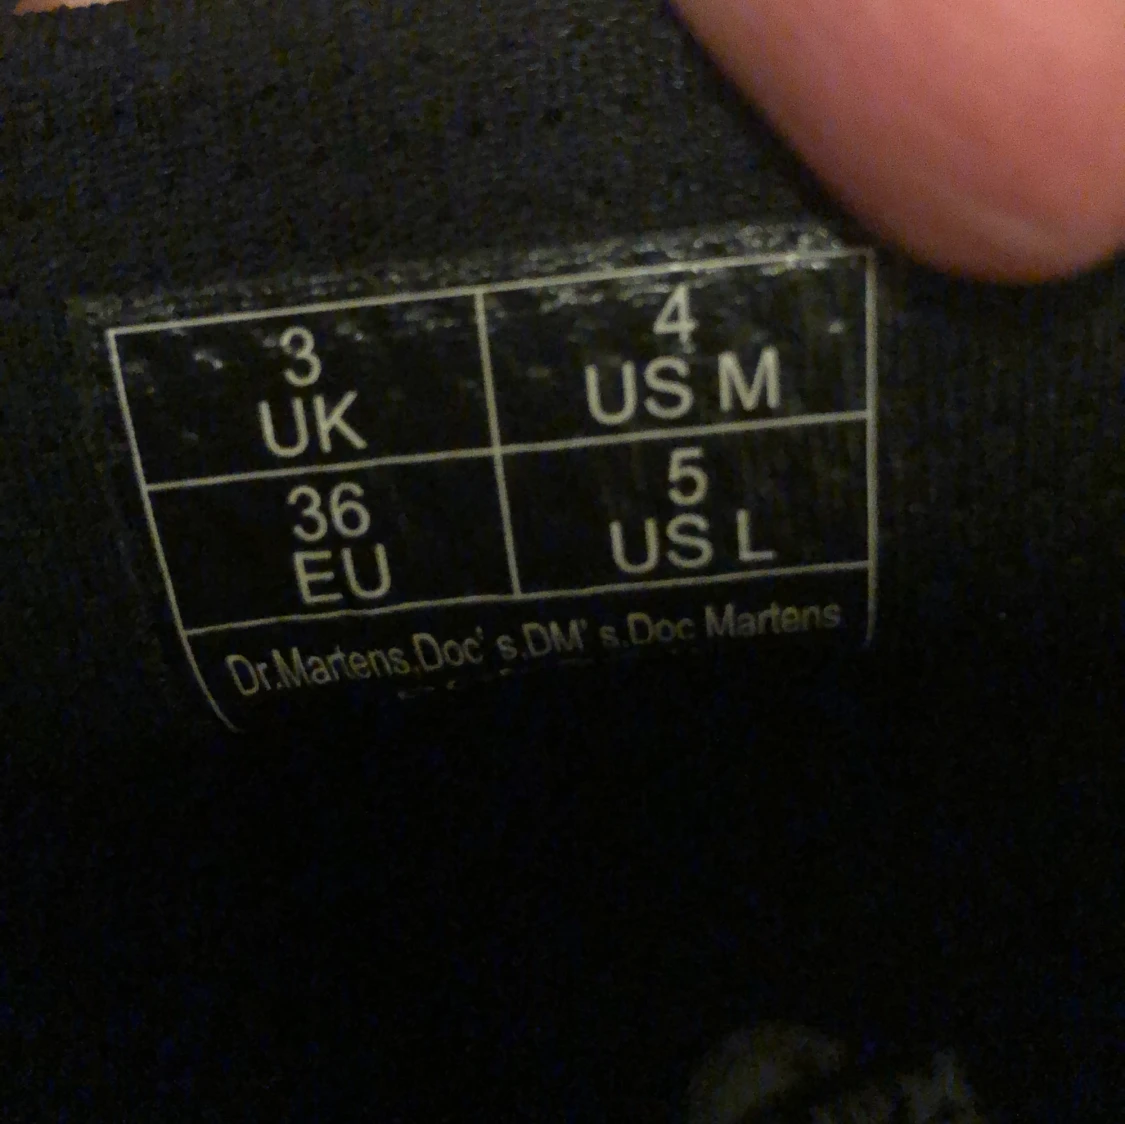 3
UK
4
US M
36
EU
5
US L
Dr.Martens.Doc' s.DM' s.Doc Martens